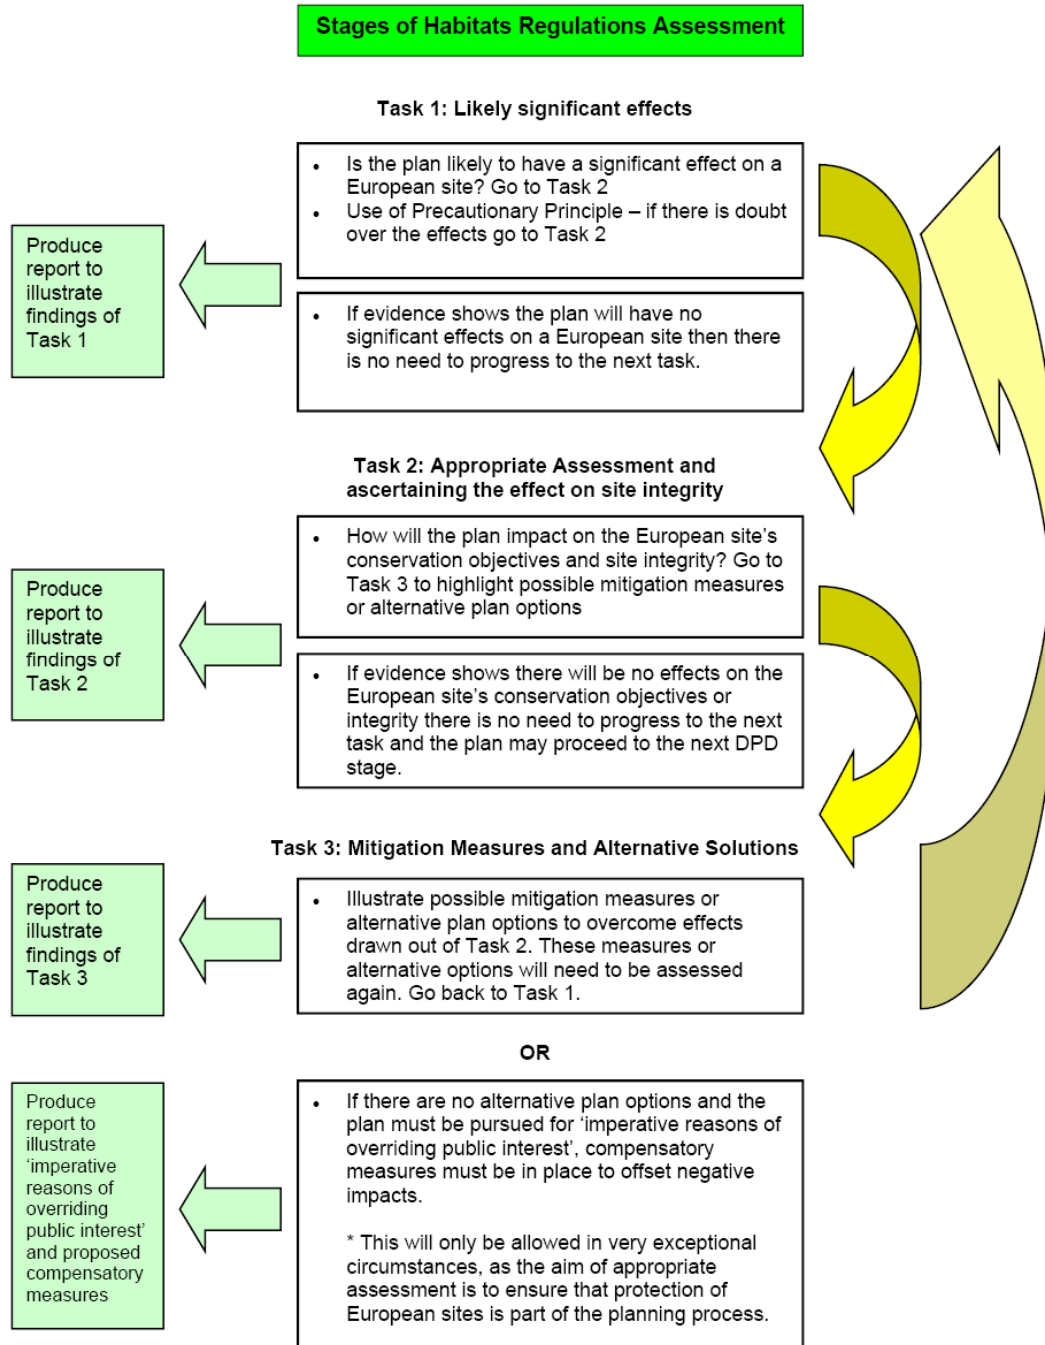 Stages of Habitats Regulations Assessment
Task 1: Likely significant effects
• Is the plan likely to have a significant effect on a
European site? Go to Task 2
• Use of Precautionary Principle – if there is doubt
over the effects go to Task 2
Produce
report to
illustrate
findings of
Task 1
• If evidence shows the plan will have no
significant effects on a European site then there
is no need to progress to the next task.
Task 2: Appropriate Assessment and
ascertaining the effect on site integrity
• How will the plan impact on the European site's
conservation objectives and site integrity? Go to
Task 3 to highlight possible mitigation measures
or alternative plan options
Produce
report to
illustrate
findings of
Task 2
• If evidence shows there will be no effects on the
European site's conservation objectives or
integrity there is no need to progress to the next
task and the plan may proceed to the next DPD
stage.
Task 3: Mitigation Measures and Alternative Solutions
Produce
report to
illustrate
findings of
Task 3
• Illustrate possible mitigation measures or
alternative plan options to overcome effects
drawn out of Task 2. These measures or
alternative options will need to be assessed
again. Go back to Task 1.
OR
Produce
report to
illustrate
'imperative
reasons of
overriding
public interest'
and proposed
compensatory
measures
• If there are no alternative plan options and the
plan must be pursued for 'imperative reasons of
overriding public interest', compensatory
measures must be in place to offset negative
impacts.
* This will only be allowed in very exceptional
circumstances, as the aim of appropriate
assessment is to ensure that protection of
European sites is part of the planning process.